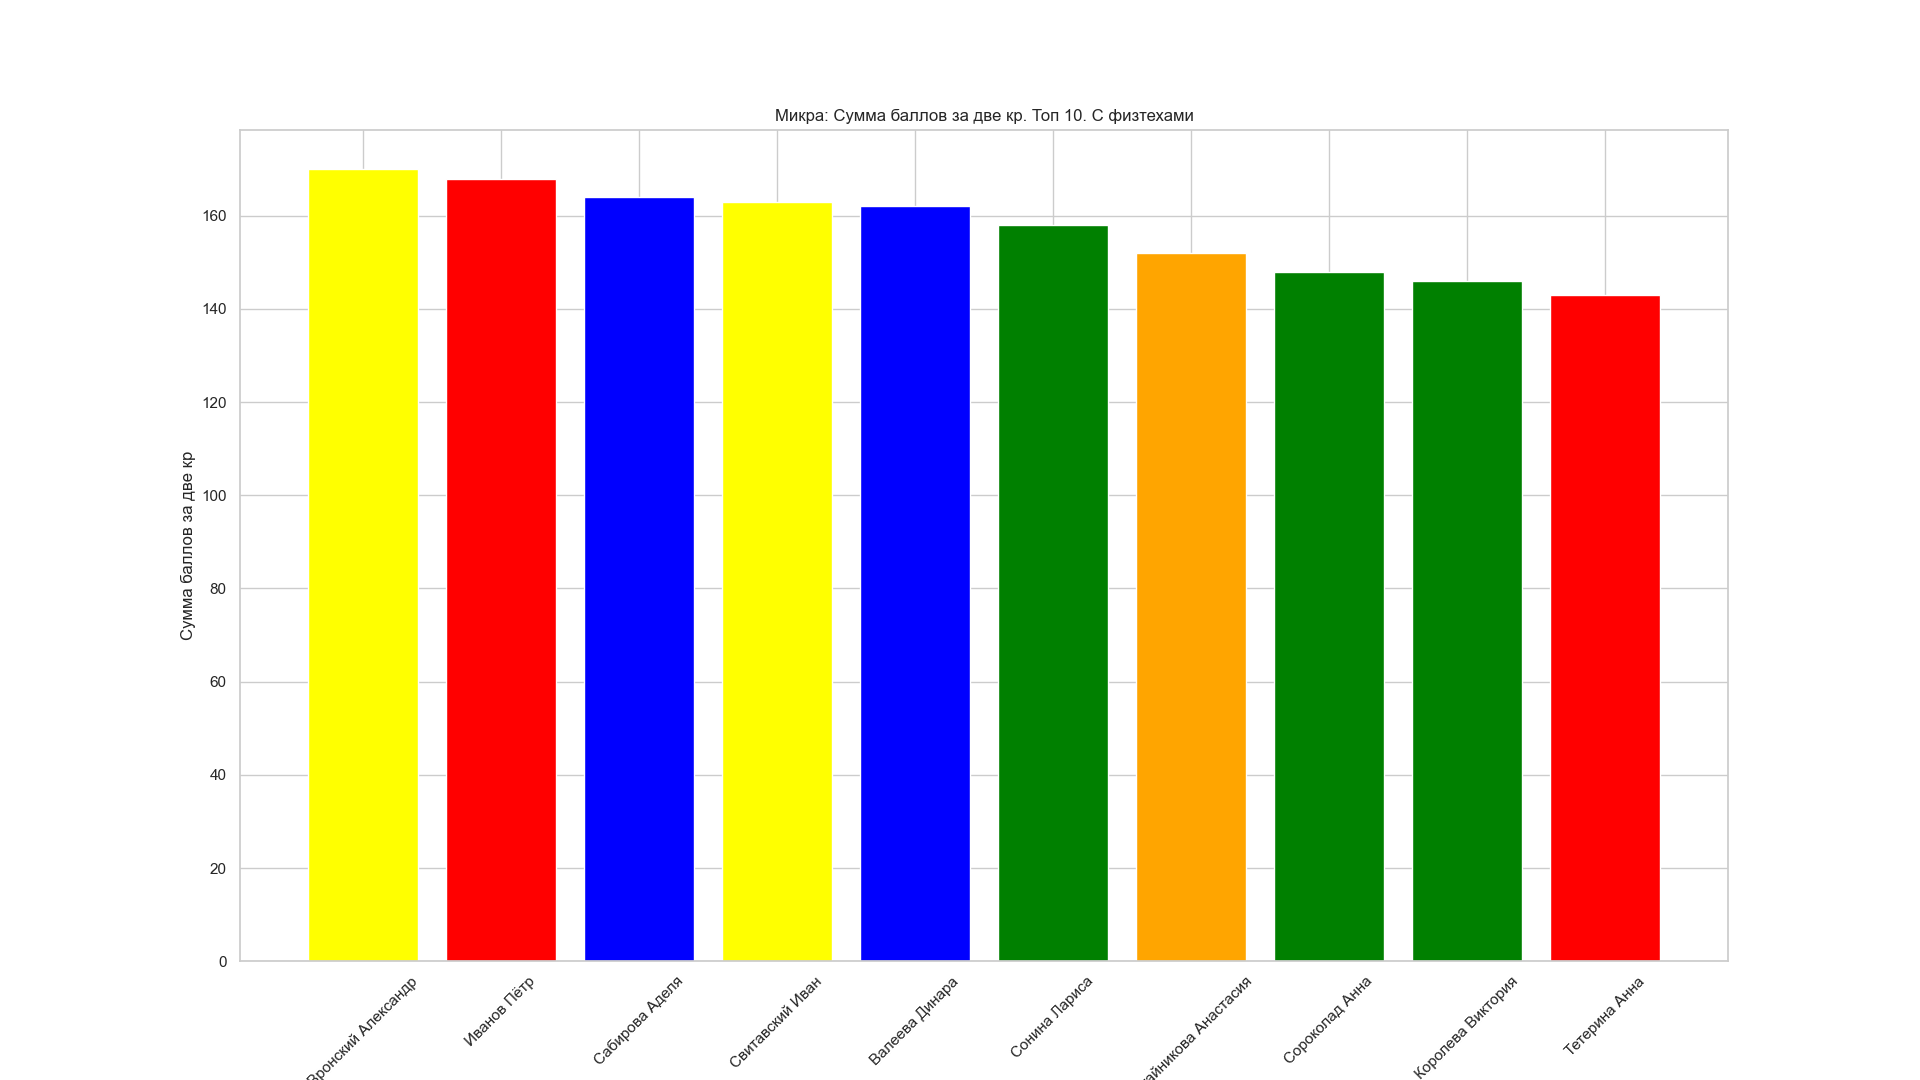 Микра: Сумма баллов за две кр. Топ 10. С физтехами
Сумма баллов за две кр
160
140
120
100
80
60
40
20
0
Вронский Александр
Иванов Пётр
Сабирова Аделя
Свитавский Иван
Валеева Динара
Сонина Лариса
Анастасия
Сороколад Анна
Королева Виктория
Тетерина Анна